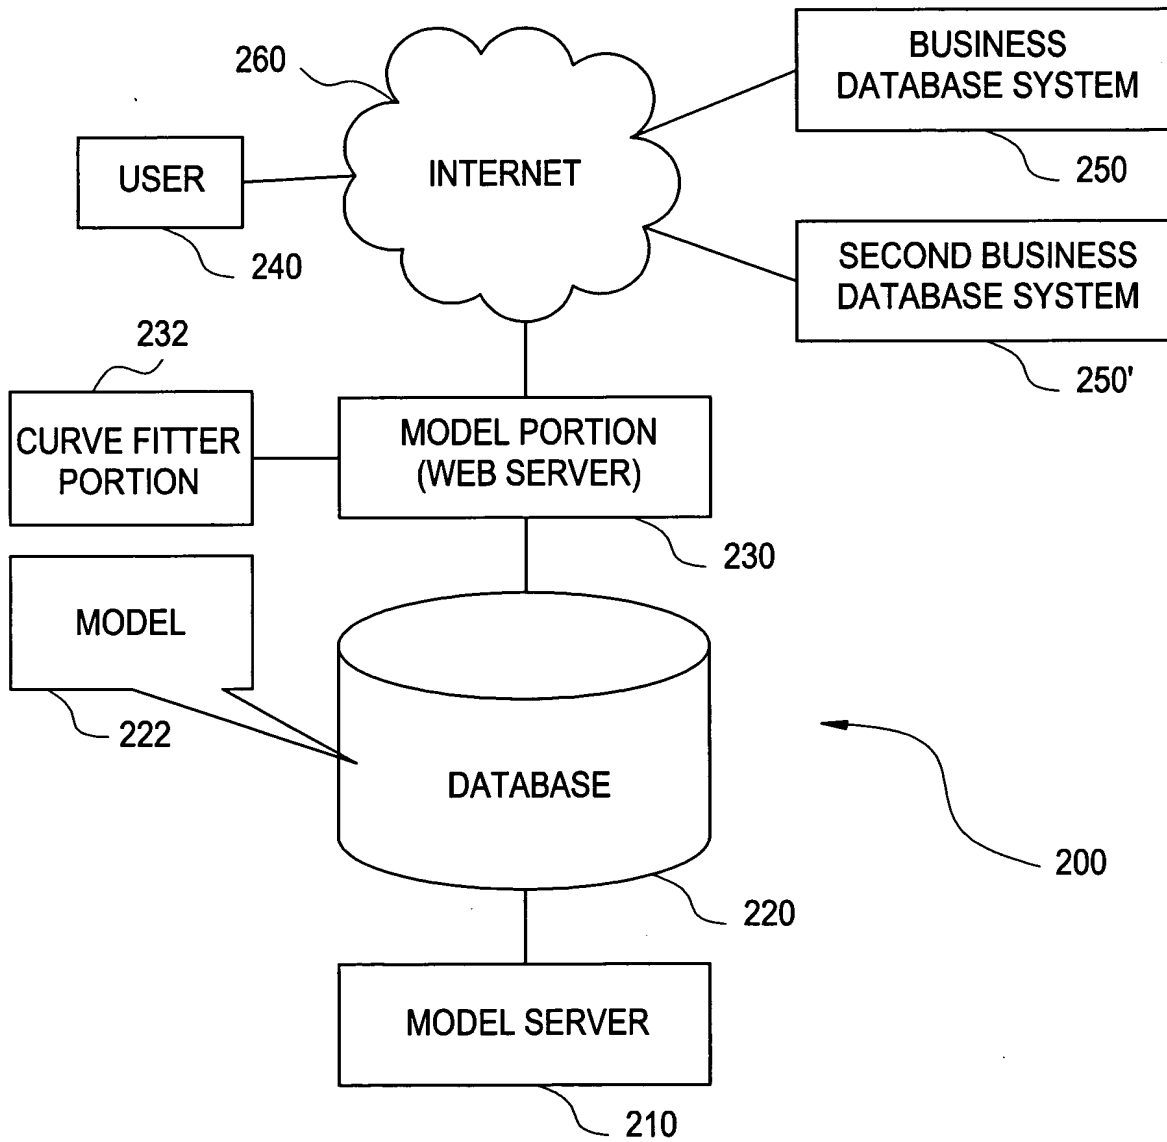 260
BUSINESS
DATABASE SYSTEM
250
USER
240
INTERNET
SECOND BUSINESS
DATABASE SYSTEM
250'
232
CURVE FITTER
PORTION
MODEL PORTION
(WEB SERVER)
230
MODEL
222
DATABASE
220
200
MODEL SERVER
210